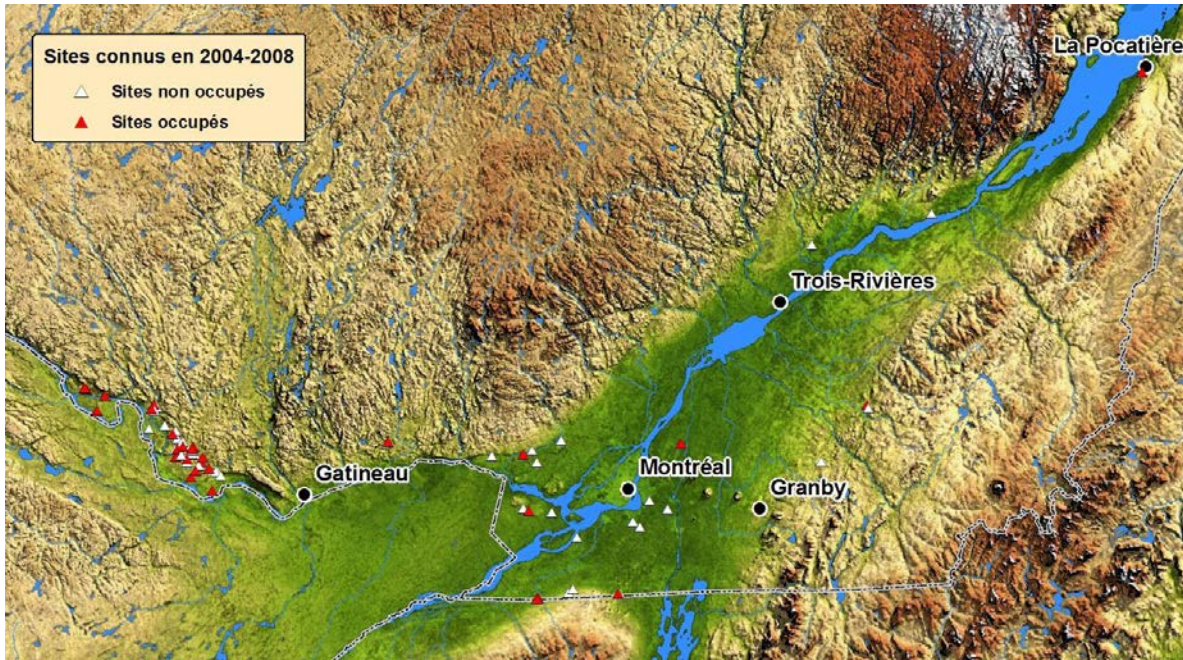 Sites connus en 2004-2008
Sites non occupés
Sites occupés
La Pocatière
Trois-Rivières
Gatineau
Montréal
Granby